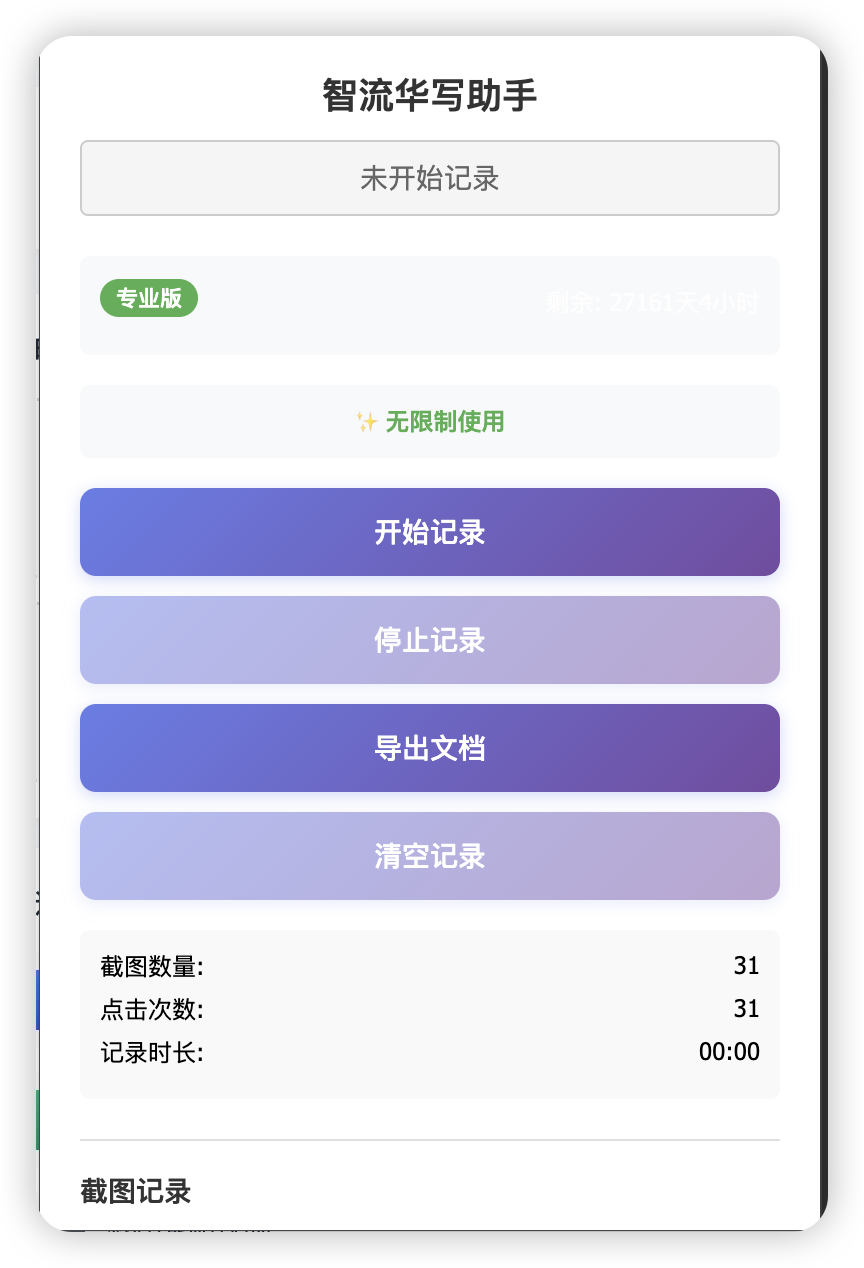 智流华写助手
未开始记录
专业版
剩余: 27161天4小时
✨ 无限制使用
开始记录
停止记录
导出文档
清空记录
截图数量: 31
点击次数: 31
记录时长: 00:00
截图记录